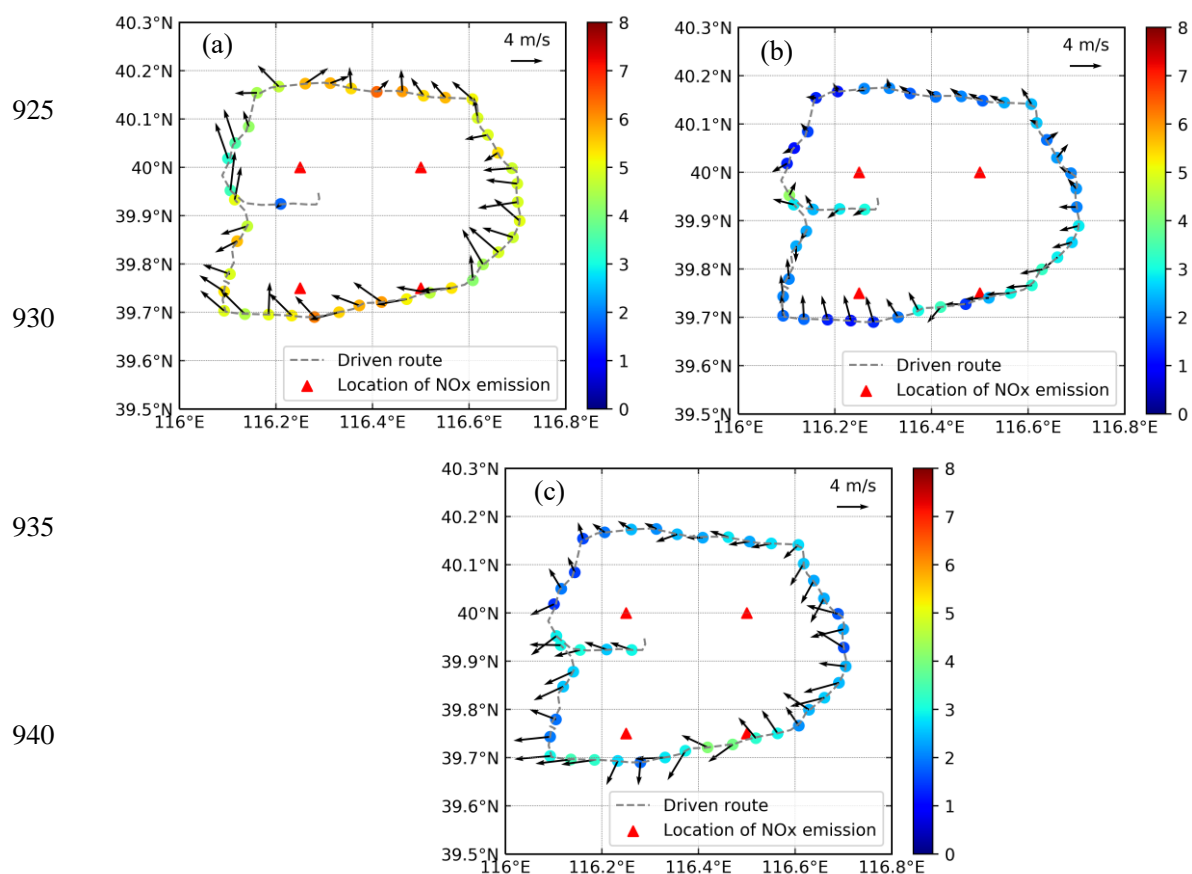 925
930
935
940
(a)
4 m/s
40.3°N
40.2°N
40.1°N
40°N
39.9°N
39.8°N
39.7°N
39.6°N
39.5°N
116°E 116.2°E 116.4°E 116.6°E 116.8°E
Driven route
Location of NOx emission
8
7
6
5
4
3
2
1
0
(b)
4 m/s
40.3°N
40.2°N
40.1°N
40°N
39.9°N
39.8°N
39.7°N
39.6°N
39.5°N
116°E 116.2°E 116.4°E 116.6°E 116.8°E
Driven route
Location of NOx emission
8
7
6
5
4
3
2
1
0
(c)
4 m/s
40.3°N
40.2°N
40.1°N
40°N
39.9°N
39.8°N
39.7°N
39.6°N
39.5°N
116°E 116.2°E 116.4°E 116.6°E 116.8°E
Driven route
Location of NOx emission
8
7
6
5
4
3
2
1
0